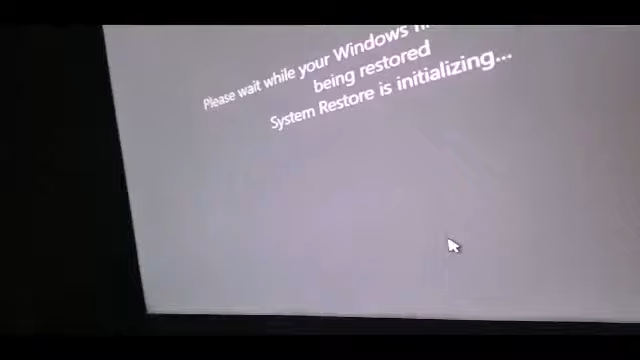 Please wait while your Windows
being restored
System Restore is initializing...